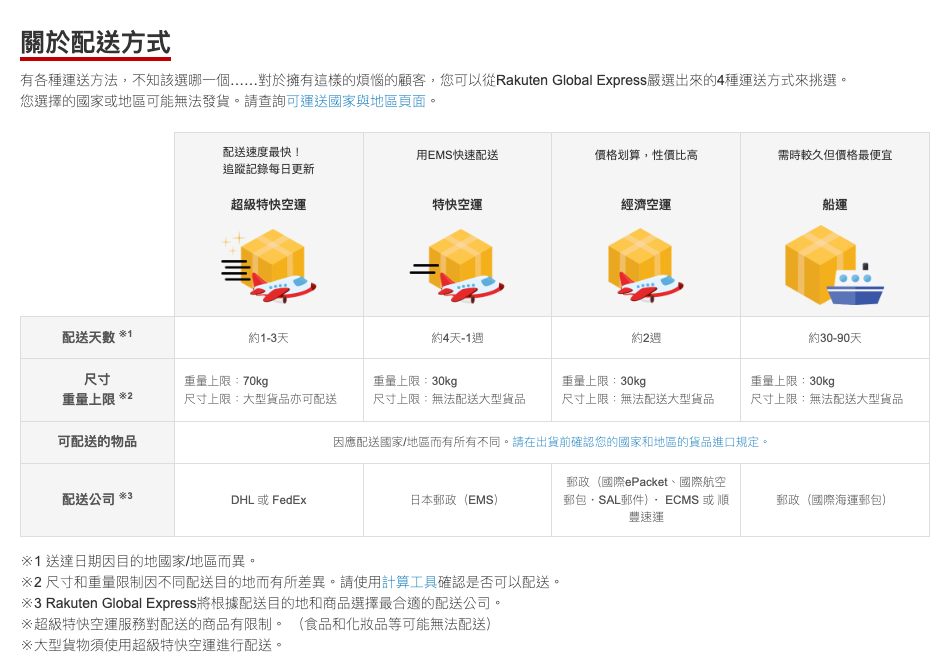 關於配送方式
有各種運送方法，不知該選哪一個……對於擁有這樣的煩惱的顧客，您可以從Rakuten Global Express嚴選出來的4種運送方式來挑選。
您選擇的國家或地區可能無法發貨。請查詢可運送國家與地區頁面。
配送速度最快！
追蹤記錄每日更新
超級特快空運
用EMS快速配送
特快空運
價格划算，性價比高
經濟空運
需時較久但價格最便宜
船運
配送天數 ※1
約1-3天
約4天-1週
約2週
約30-90天
尺寸
重量上限 ※2
重量上限：70kg
尺寸上限：大型貨品亦可配送
重量上限：30kg
尺寸上限：無法配送大型貨品
重量上限：30kg
尺寸上限：無法配送大型貨品
重量上限：30kg
尺寸上限：無法配送大型貨品
可配送的物品
因應配送國家/地區而有所有不同。請在出貨前確認您的國家和地區的貨品進口規定。
配送公司 ※3
DHL 或 FedEx
日本郵政（EMS）
郵政（國際ePacket、國際航空
郵包・SAL郵件）・ ECMS 或 順
豐速運
郵政（國際海運郵包）
※1 送達日期因目的地國家/地區而異。
※2 尺寸和重量限制因不同配送目的地而有所差異。請使用計算工具確認是否可以配送。
※3 Rakuten Global Express將根據配送目的地和商品選擇最合適的配送公司。
※超級特快空運服務對配送的商品有限制。 （食品和化妝品等可能無法配送）
※大型貨物須使用超級特快空運進行配送。